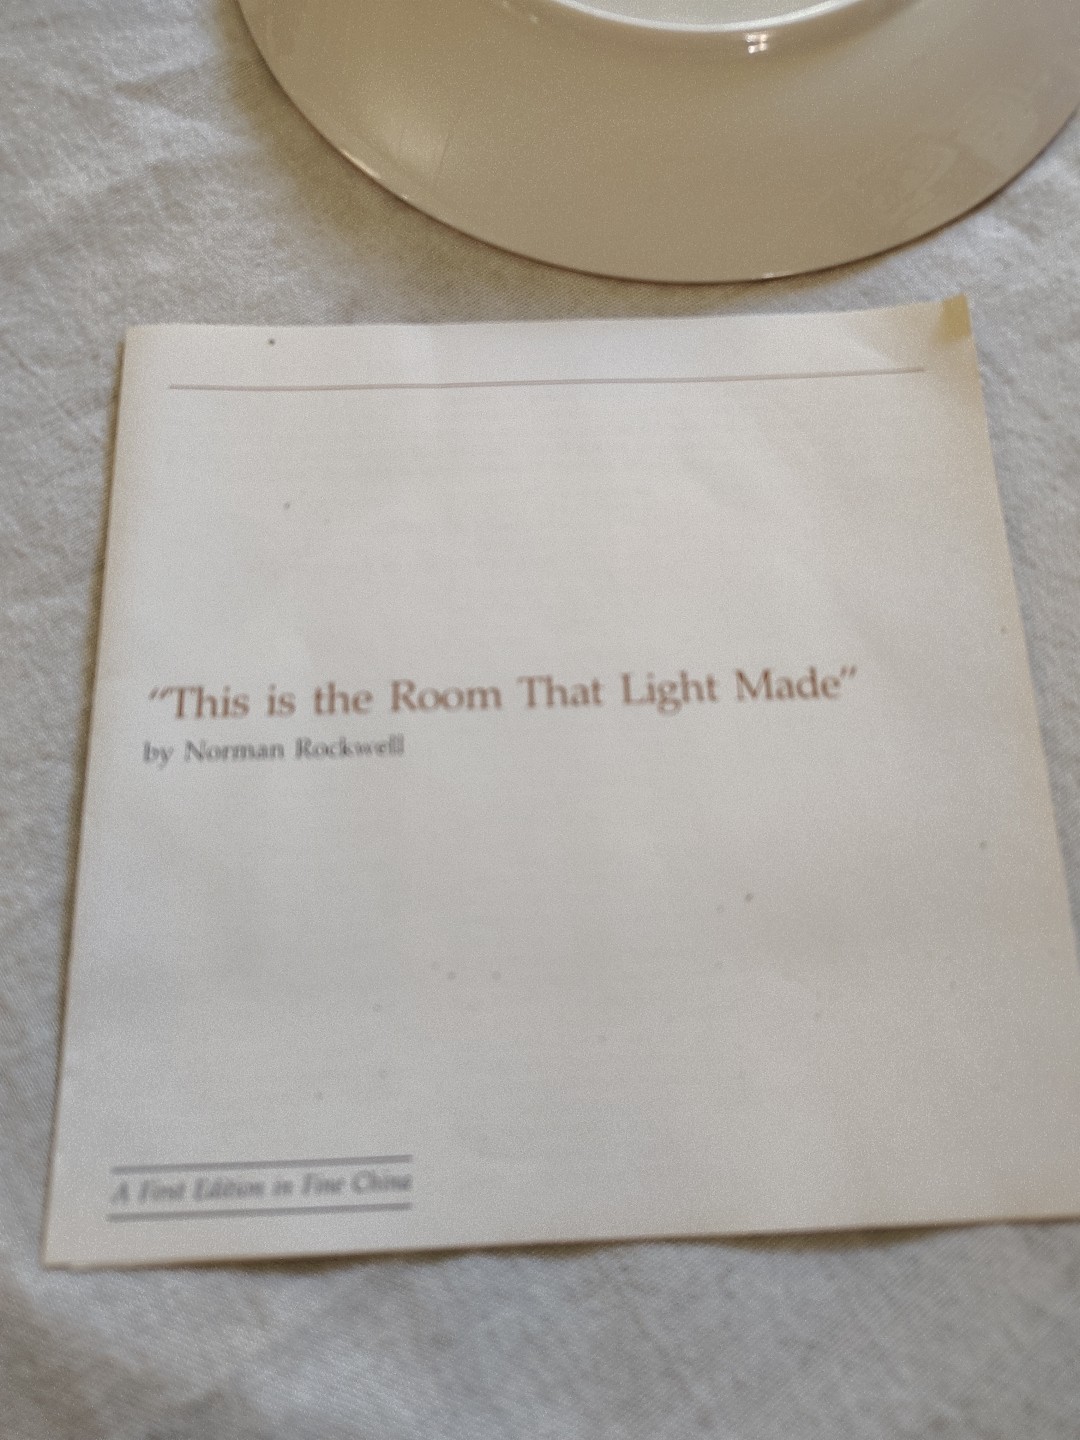 “This is the Room That Light Made”
by Norman Rockwell
A First Edition in Fine China